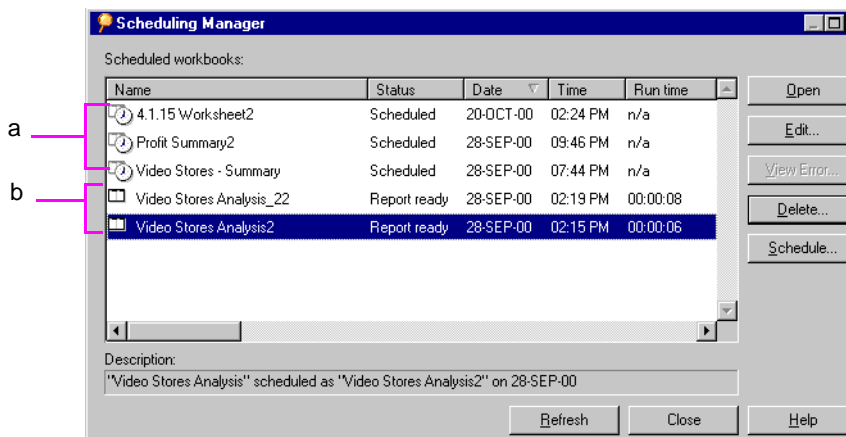 Scheduling Manager
Scheduled workbooks:
Name Status Date Time Run time
a
4.1.15 Worksheet2 Scheduled 20-OCT-00 02:24 PM n/a
Profit Summary2 Scheduled 28-SEP-00 09:46 PM n/a
Video Stores - Summary Scheduled 28-SEP-00 07:44 PM n/a
b
Video Stores Analysis_22 Report ready 28-SEP-00 02:19 PM 00:00:08
Video Stores Analysis2 Report ready 28-SEP-00 02:15 PM 00:00:06
Open
Edit...
View Error...
Delete...
Schedule...
Description:
"Video Stores Analysis" scheduled as "Video Stores Analysis2" on 28-SEP-00
Refresh Close Help